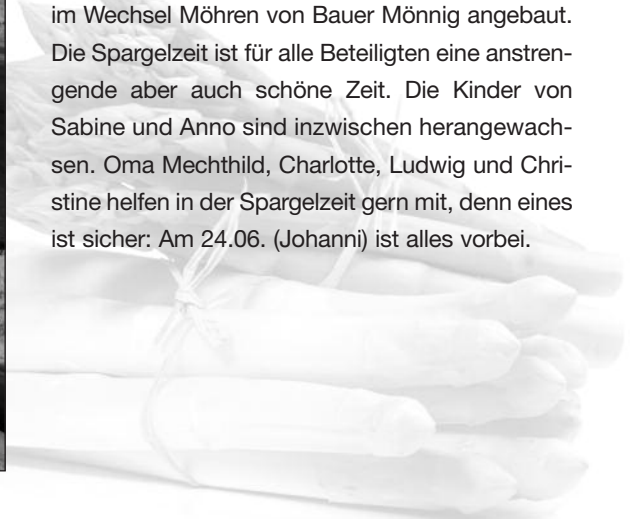 im Wechsel Möhren von Bauer Mönnig angebaut.
Die Spargelzeit ist für alle Beteiligten eine anstren-
gende aber auch schöne Zeit. Die Kinder von
Sabine und Anno sind inzwischen herangewach-
sen. Oma Mechthild, Charlotte, Ludwig und Chri-
stine helfen in der Spargelzeit gern mit, denn eines
ist sicher: Am 24.06. (Johanni) ist alles vorbei.